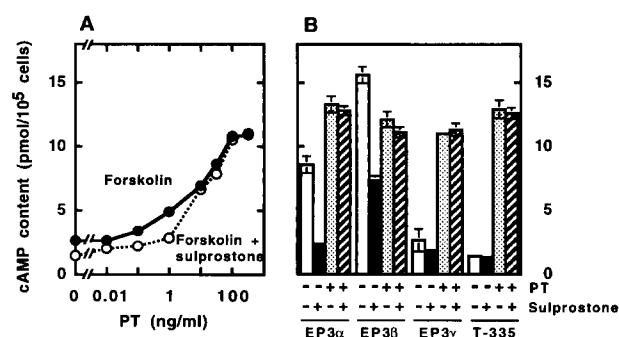 A
B
cAMP content (pmol/10⁵ cells)
15
10
5
0
Forskolin
Forskolin +
sulprostone
0 0.01 1 10 100
PT (ng/ml)
15
10
5
0
- - + + - - + + - - + + - - + + PT
- + - + - + - + - + - + - + - + Sulprostone
EP3α EP3β EP3γ T-335